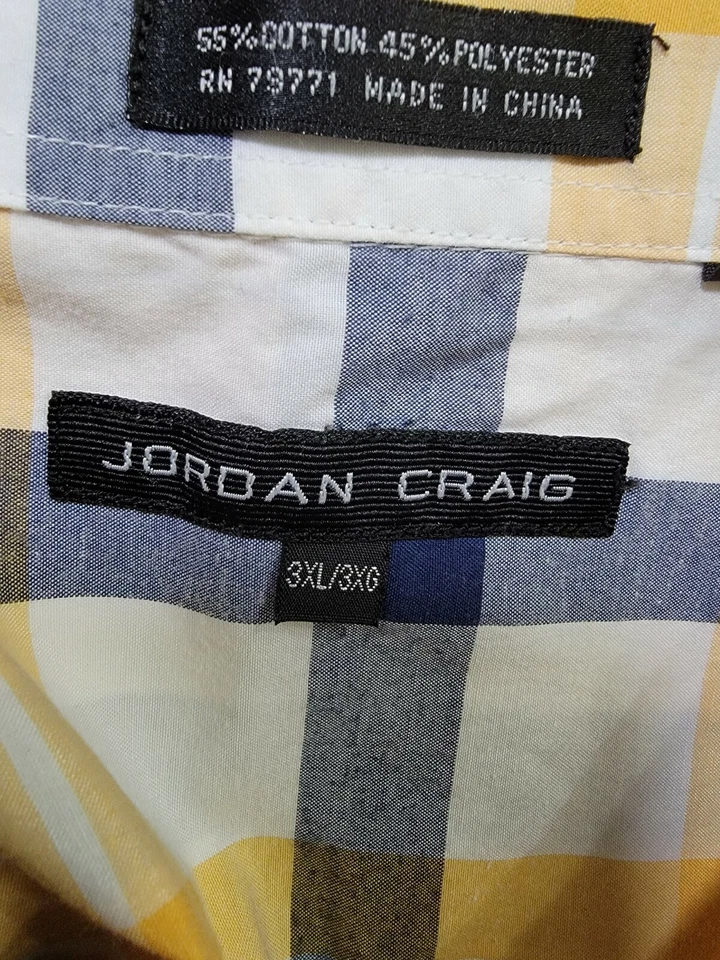 55%COTTON 45%POLYESTER
RN 79771 MADE IN CHINA
JORDAN CRAIG
3XL/3XG